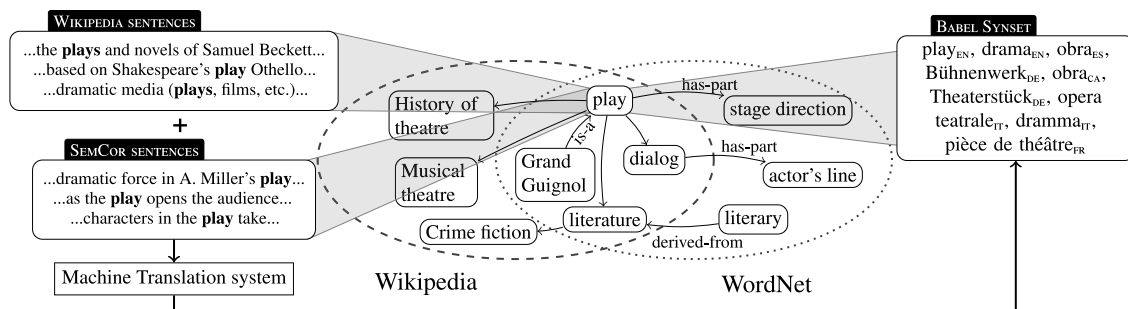 WIKIPEDIA SENTENCES
...the plays and novels of Samuel Beckett...
...based on Shakespeare's play Othello...
...dramatic media (plays, films, etc.)...
+
SEMCOR SENTENCES
...dramatic force in A. Miller's play...
...as the play opens the audience...
...characters in the play take...
Machine Translation system
play
has-part
stage direction
History of
theatre
is-a
Musical
theatre
Grand
Guignol
dialog
has-part
actor's line
literature
literary
derived-from
Crime fiction
Wikipedia
WordNet
BABEL SYNSET
playEN, dramaEN, obraES,
BühnenwerkDE, obraCA,
TheaterstückDE, opera
teatraleIT, drammaIT,
pièce de théâtreFR